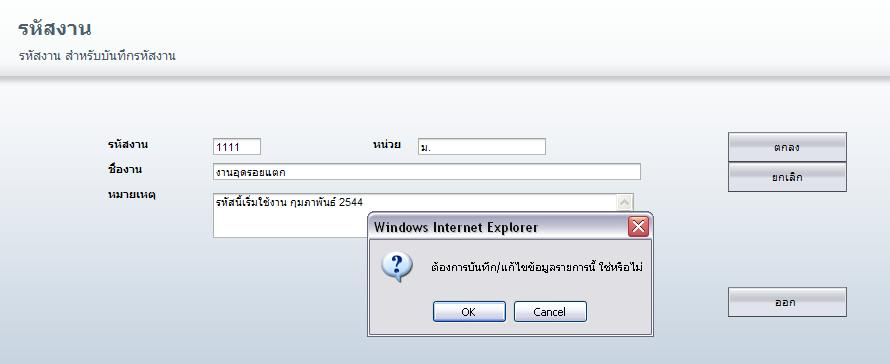 รหัสงาน
รหัสงาน สำหรับบันทึกรหัสงาน
รหัสงาน 1111 หน่วย ม. ตกลง
ชื่องาน งานอุดรอยแตก ยกเลิก
หมายเหตุ รหัสนี้เริ่มใช้งาน กุมภาพันธ์ 2544
Windows Internet Explorer
ต้องการบันทึก/แก้ไขข้อมูลรายการนี้ ใช่หรือไม่
OK Cancel
ออก